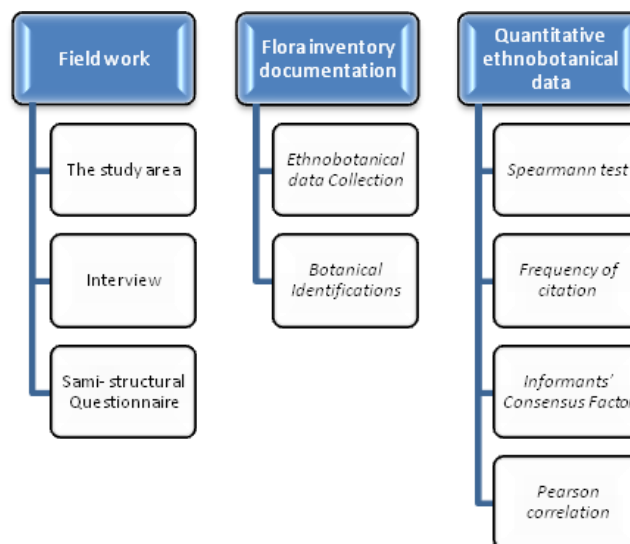 Field work
The study area
Interview
Sami- structural
Questionnaire
Flora inventory
documentation
Ethnobotanical
data Collection
Botanical
Identifications
Quantitative
ethnobotanical
data
Spearmann test
Frequency of
citation
Informants'
Consensus Factor
Pearson
correlation